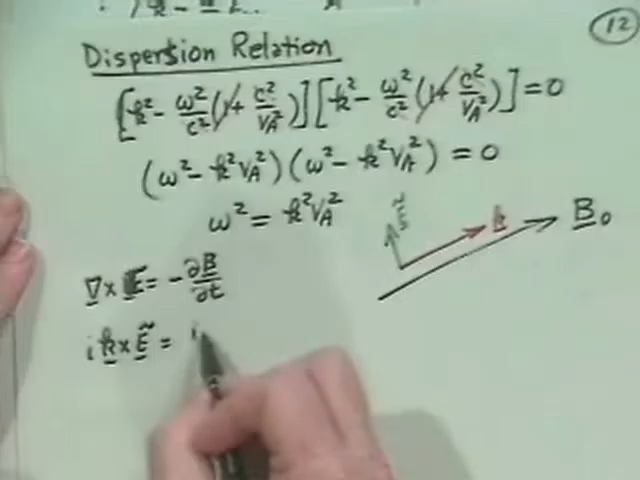 12
Dispersion Relation
[k² - ω²/c² (1 + c²/V_A²)] [k² - ω²/c² (1 + c²/V_A²)] = 0
(ω² - k²V_A²)(ω² - k²V_A²) = 0
ω² = k²V_A²
Ẽ k B₀
∇ × E = - ∂B/∂t
i k × Ẽ = i